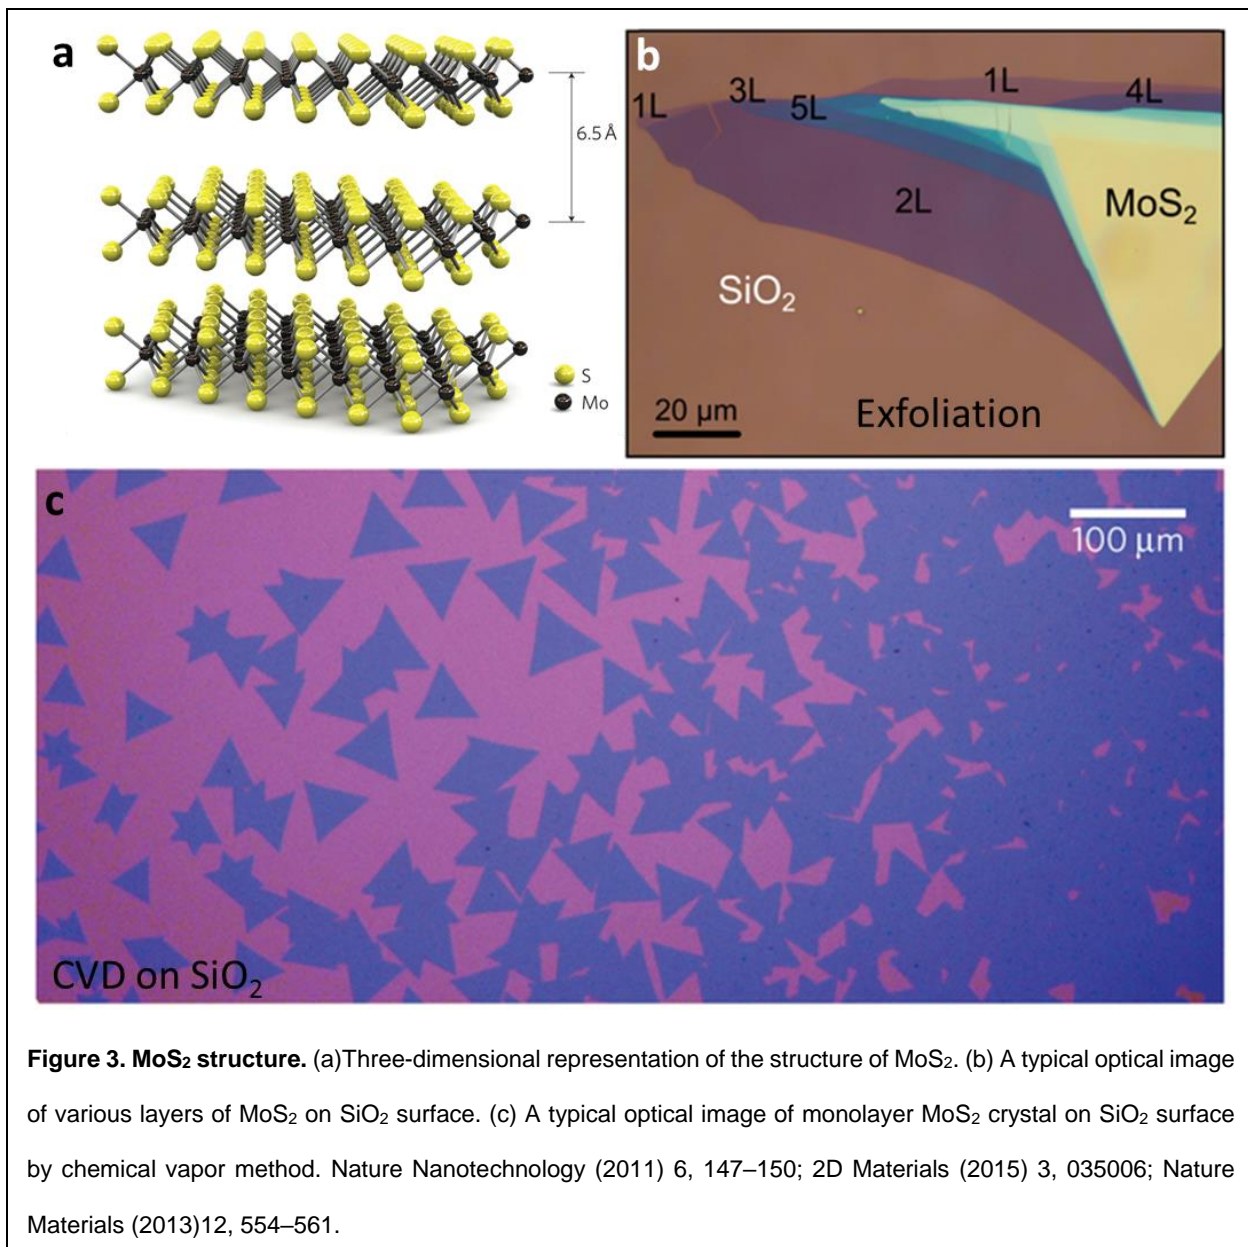 a
6.5 Å
S
Mo
b
1L
3L
5L
1L
4L
2L
MoS₂
SiO₂
20 μm
Exfoliation
c
100 μm
CVD on SiO₂
Figure 3. MoS₂ structure. (a)Three-dimensional representation of the structure of MoS₂. (b) A typical optical image
of various layers of MoS₂ on SiO₂ surface. (c) A typical optical image of monolayer MoS₂ crystal on SiO₂ surface
by chemical vapor method. Nature Nanotechnology (2011) 6, 147–150; 2D Materials (2015) 3, 035006; Nature
Materials (2013)12, 554–561.